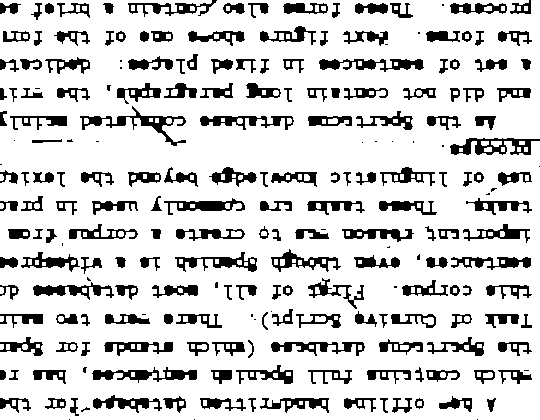 A new offline handwritten database for the
which contains full Spanish sentences, has re
the Spartacus database (which stands for Span
Task of Cursive Script). There were two main
this corpus. First of all, most databases do
sentences, even though Spanish is a widespre
important reason was to create a corpus from
tasks. These tasks are commonly used in prac
use of linguistic knowledge beyond the lexic
process.
As the Spartacus database consisted mainly
and did not contain long paragraphs, the writ
a set of sentences in fixed places: dedicate
the forms. Next figure shows one of the form
process. These forms also contain a brief se